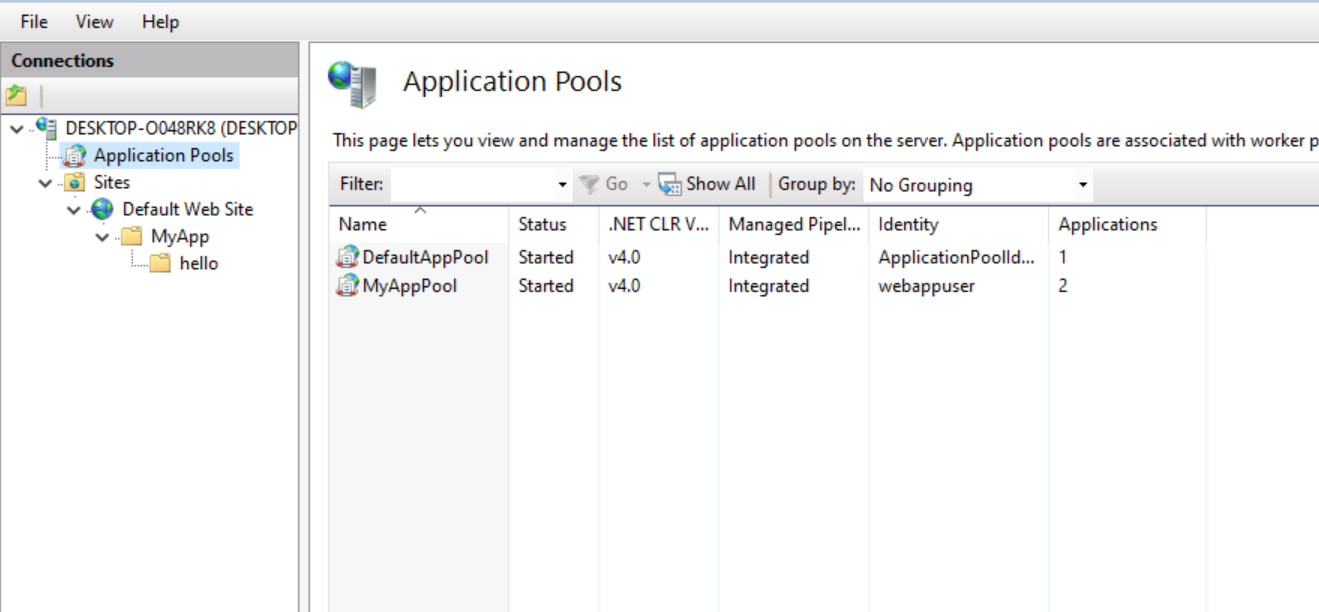 File View Help
Connections
DESKTOP-O048RK8 (DESKTOP
Application Pools
Sites
Default Web Site
MyApp
hello
Application Pools
This page lets you view and manage the list of application pools on the server. Application pools are associated with worker p
Filter: Go Show All Group by: No Grouping
Name Status .NET CLR V... Managed Pipel... Identity Applications
DefaultAppPool Started v4.0 Integrated ApplicationPoolId... 1
MyAppPool Started v4.0 Integrated webappuser 2